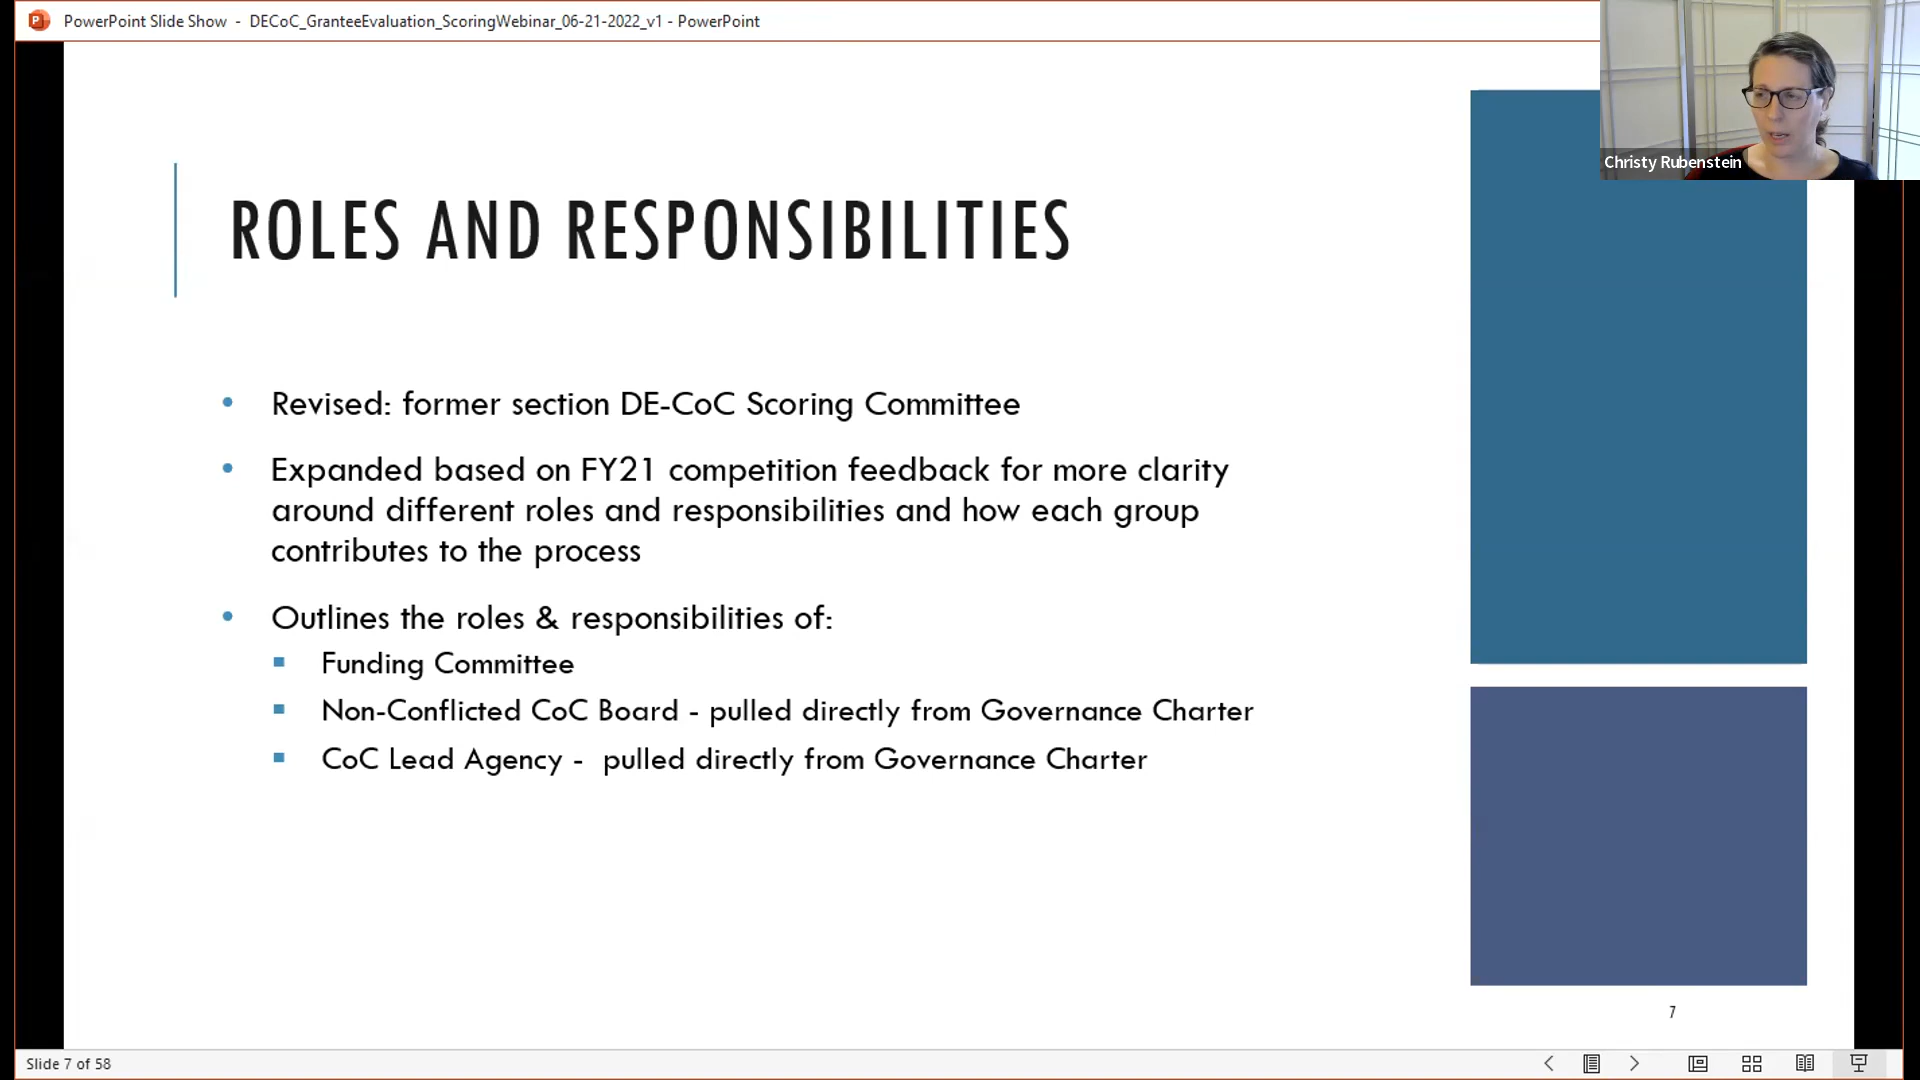 PowerPoint Slide Show - DECoC_GranteeEvaluation_ScoringWebinar_06-21-2022_v1 - PowerPoint
Christy Rubenstein
ROLES AND RESPONSIBILITIES
• Revised: former section DE-CoC Scoring Committee
• Expanded based on FY21 competition feedback for more clarity
around different roles and responsibilities and how each group
contributes to the process
• Outlines the roles & responsibilities of:
▪ Funding Committee
▪ Non-Conflicted CoC Board - pulled directly from Governance Charter
▪ CoC Lead Agency - pulled directly from Governance Charter
7
Slide 7 of 58